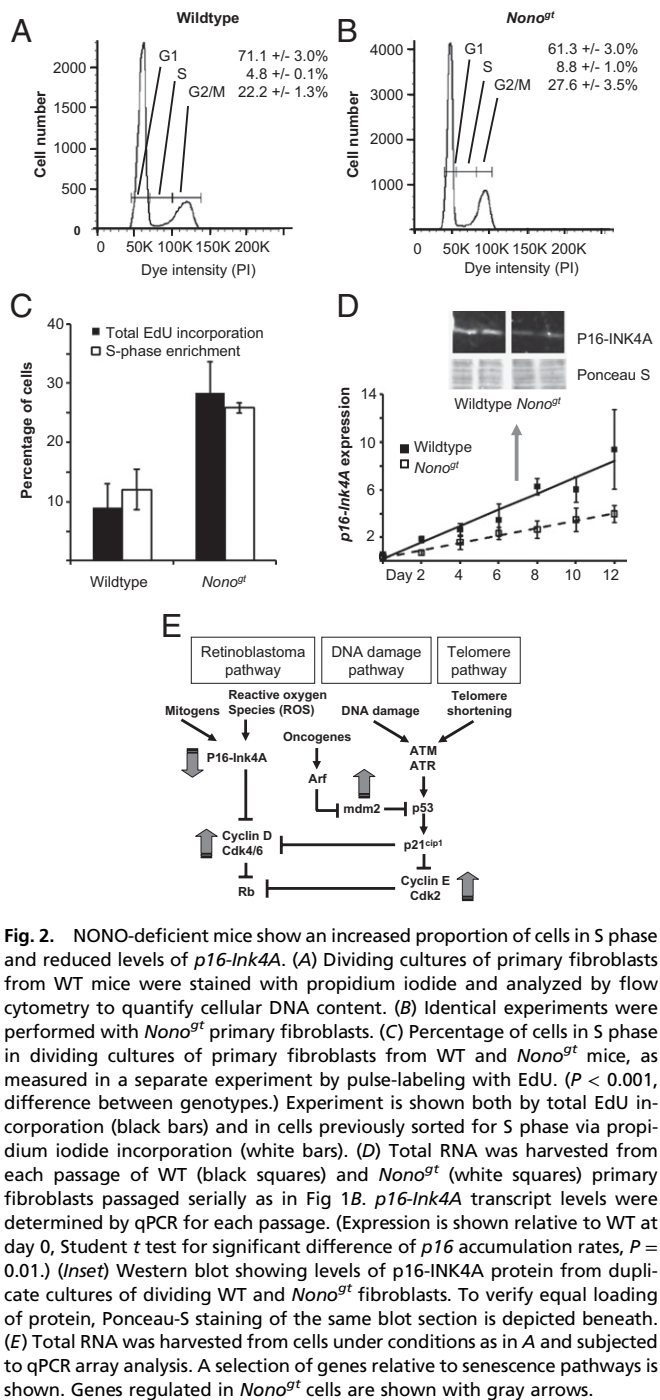 A
Wildtype
G1 71.1 +/- 3.0%
S 4.8 +/- 0.1%
G2/M 22.2 +/- 1.3%
Cell number
2000
1500
1000
500
0
0 50K 100K 150K 200K
Dye intensity (PI)
B
Nonogt
G1 61.3 +/- 3.0%
S 8.8 +/- 1.0%
G2/M 27.6 +/- 3.5%
Cell number
4000
3000
2000
1000
0 50K 100K 150K 200K
Dye intensity (PI)
C
Percentage of cells
40
30
20
10
Total EdU incorporation
S-phase enrichment
Wildtype Nonogt
D
P16-INK4A
Ponceau S
Wildtype Nonogt
p16-Ink4A expression
14
10
6
2
Wildtype
Nonogt
Day 2 4 6 8 10 12
E
Retinoblastoma
pathway
DNA damage
pathway
Telomere
pathway
Mitogens
Reactive oxygen
Species (ROS)
Oncogenes
DNA damage
Telomere
shortening
P16-Ink4A
Arf
mdm2
ATM
ATR
p53
Cyclin D
Cdk4/6
p21cip1
Rb
Cyclin E
Cdk2
Fig. 2. NONO-deficient mice show an increased proportion of cells in S phase
and reduced levels of p16-Ink4A. (A) Dividing cultures of primary fibroblasts
from WT mice were stained with propidium iodide and analyzed by flow
cytometry to quantify cellular DNA content. (B) Identical experiments were
performed with Nonogt primary fibroblasts. (C) Percentage of cells in S phase
in dividing cultures of primary fibroblasts from WT and Nonogt mice, as
measured in a separate experiment by pulse-labeling with EdU. (P < 0.001,
difference between genotypes.) Experiment is shown both by total EdU in-
corporation (black bars) and in cells previously sorted for S phase via propi-
dium iodide incorporation (white bars). (D) Total RNA was harvested from
each passage of WT (black squares) and Nonogt (white squares) primary
fibroblasts passaged serially as in Fig 1B. p16-Ink4A transcript levels were
determined by qPCR for each passage. (Expression is shown relative to WT at
day 0, Student t test for significant difference of p16 accumulation rates, P =
0.01.) (Inset) Western blot showing levels of p16-INK4A protein from dupli-
cate cultures of dividing WT and Nonogt fibroblasts. To verify equal loading
of protein, Ponceau-S staining of the same blot section is depicted beneath.
(E) Total RNA was harvested from cells under conditions as in A and subjected
to qPCR array analysis. A selection of genes relative to senescence pathways is
shown. Genes regulated in Nonogt cells are shown with gray arrows.